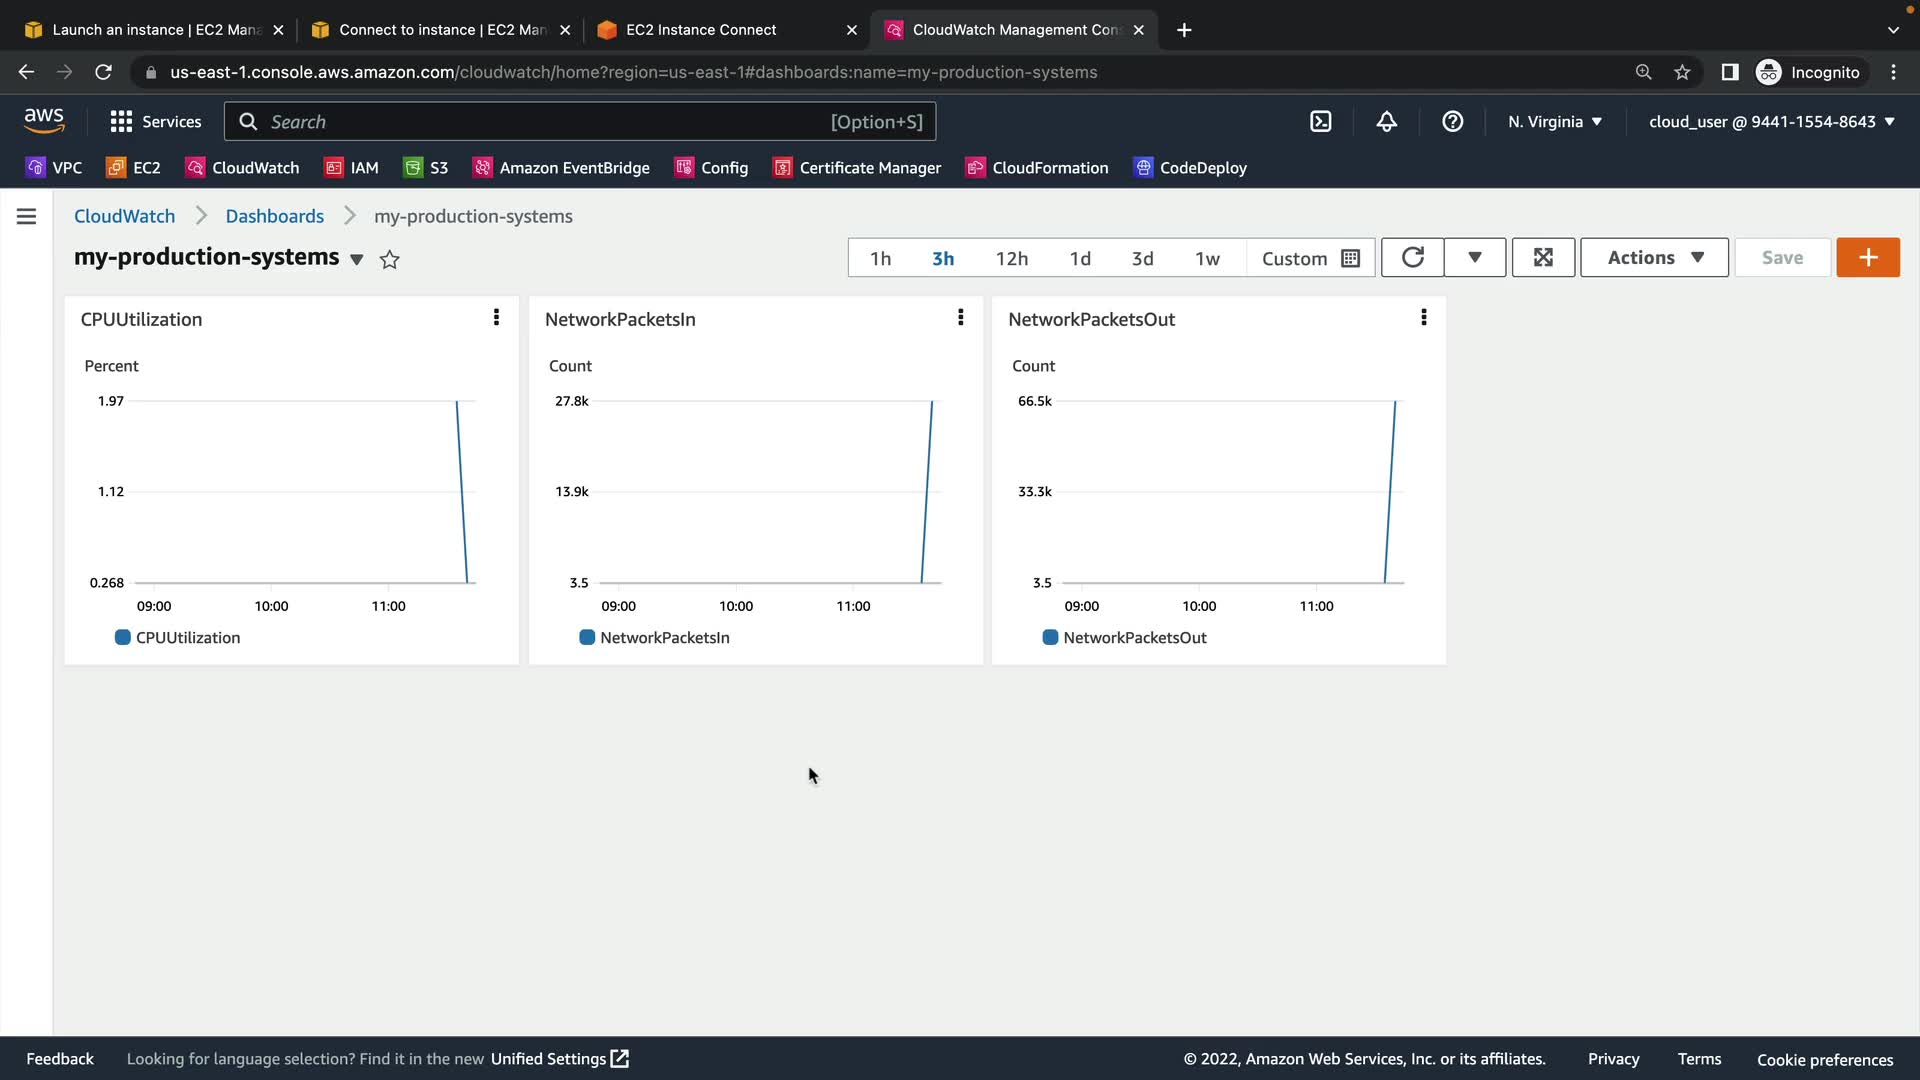 Launch an instance | EC2 Mana
Connect to instance | EC2 Man
EC2 Instance Connect
CloudWatch Management Con
us-east-1.console.aws.amazon.com/cloudwatch/home?region=us-east-1#dashboards:name=my-production-systems
Incognito
aws
Services
Search
[Option+S]
N. Virginia
cloud_user @ 9441-1554-8643
VPC
EC2
CloudWatch
IAM
S3
Amazon EventBridge
Config
Certificate Manager
CloudFormation
CodeDeploy
CloudWatch
Dashboards
my-production-systems
my-production-systems
1h
3h
12h
1d
3d
1w
Custom
Actions
Save
CPUUtilization
Percent
1.97
1.12
0.268
09:00
10:00
11:00
CPUUtilization
NetworkPacketsIn
Count
27.8k
13.9k
3.5
09:00
10:00
11:00
NetworkPacketsIn
NetworkPacketsOut
Count
66.5k
33.3k
3.5
09:00
10:00
11:00
NetworkPacketsOut
Feedback
Looking for language selection? Find it in the new Unified Settings
© 2022, Amazon Web Services, Inc. or its affiliates.
Privacy
Terms
Cookie preferences